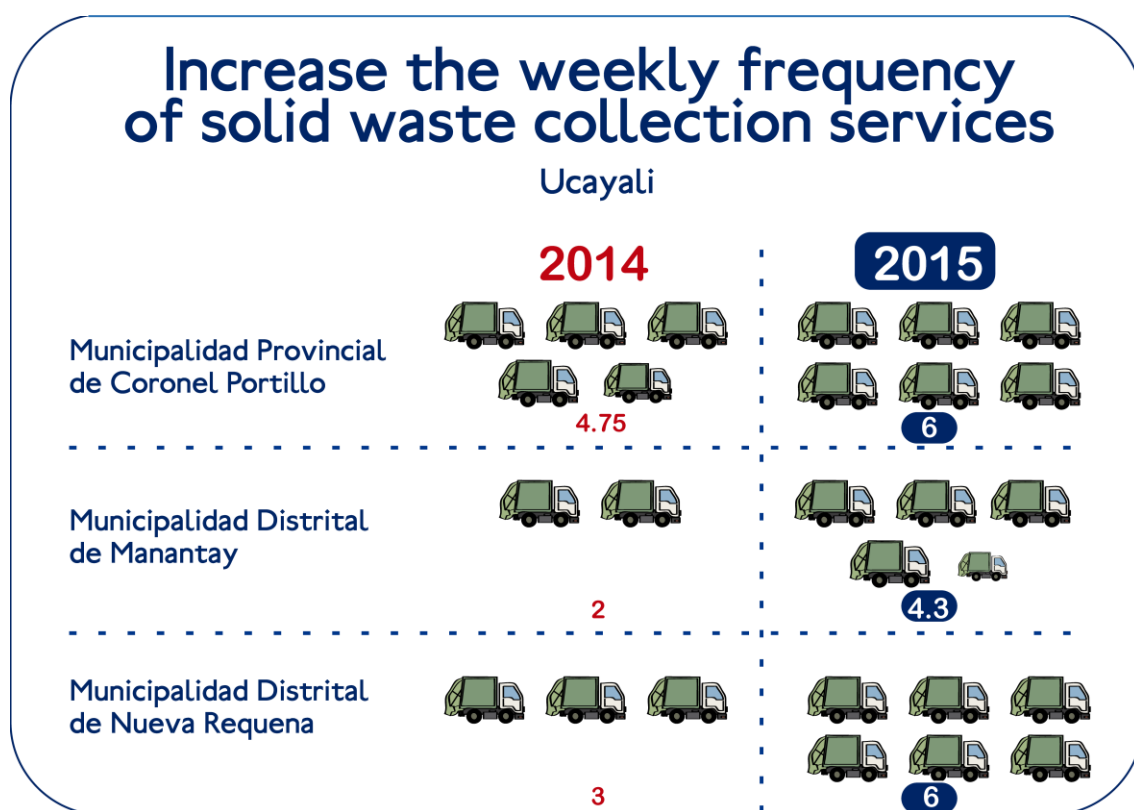 Increase the weekly frequency
of solid waste collection services
Ucayali
2014
2015
Municipalidad Provincial
de Coronel Portillo
4.75
6
Municipalidad Distrital
de Manantay
2
4.3
Municipalidad Distrital
de Nueva Requena
3
6